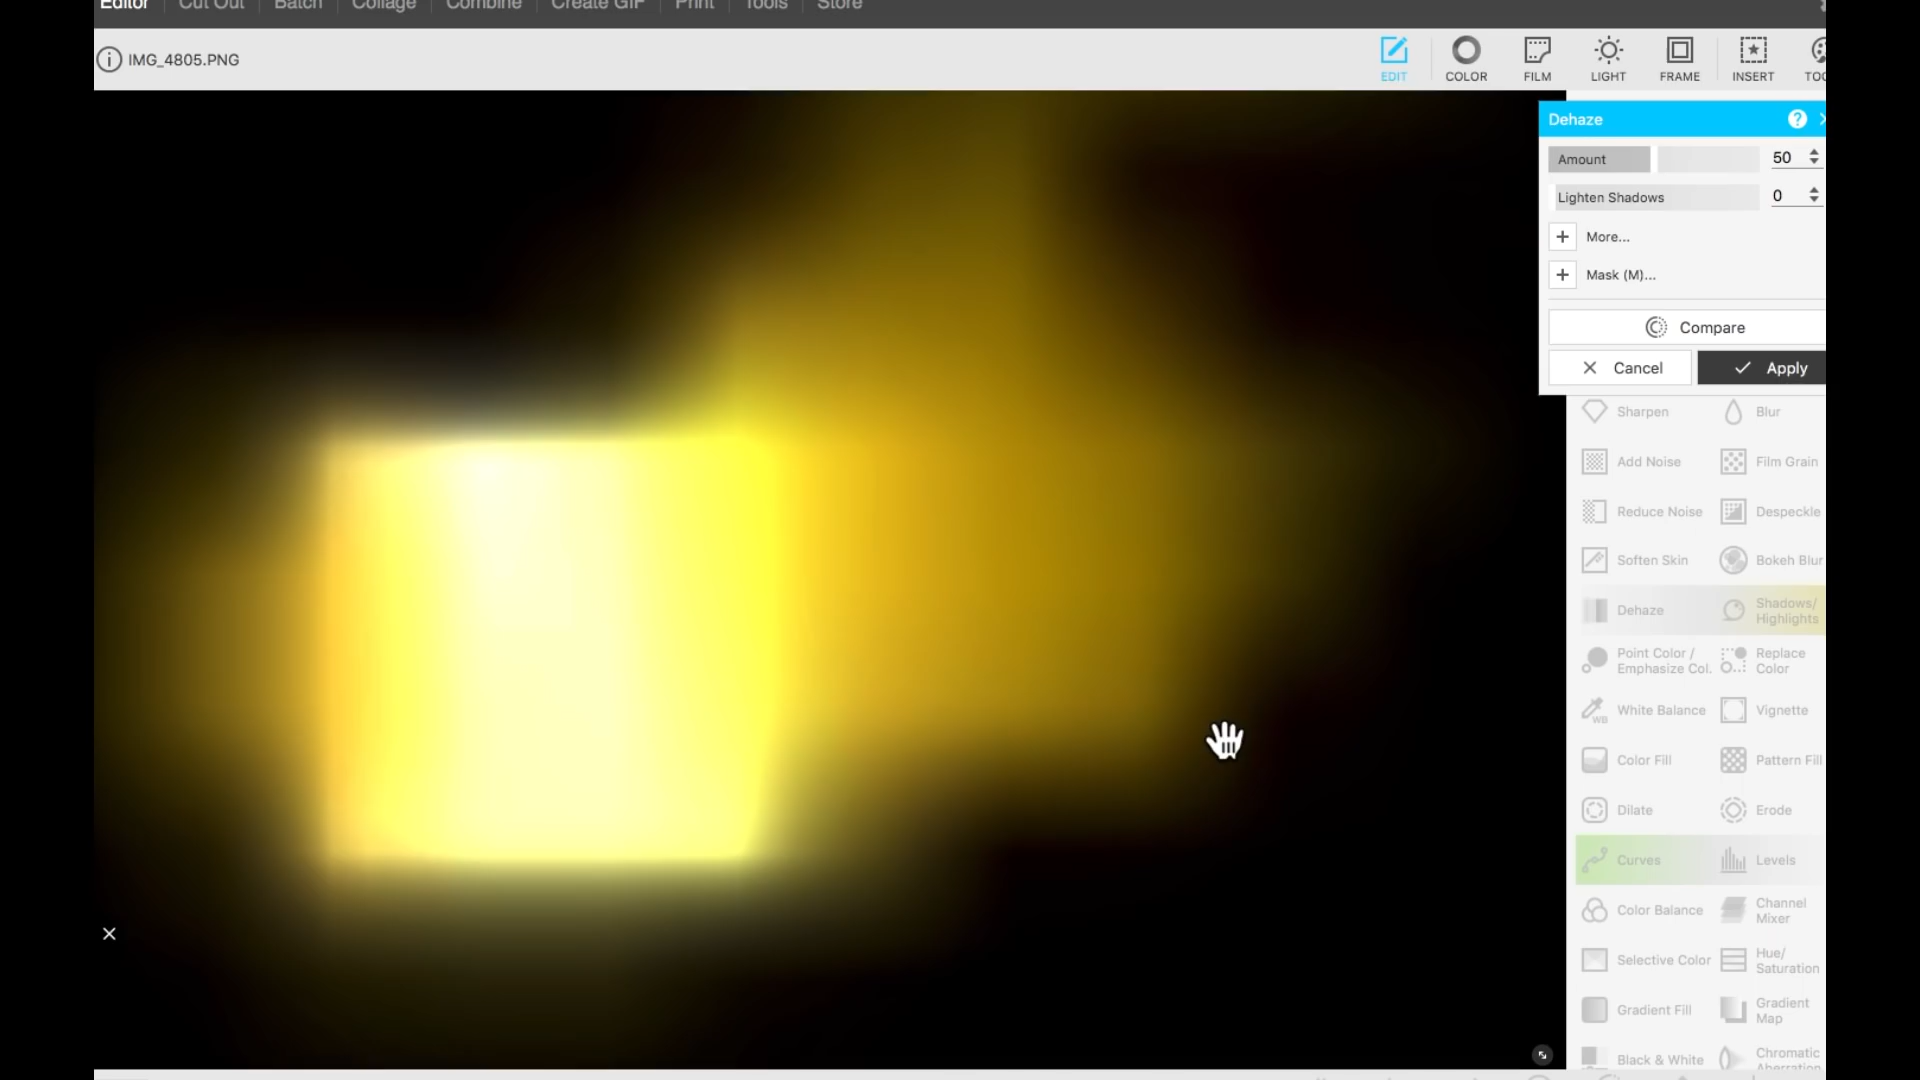 Editor Cut Out Batch Collage Combine Create GIF Print Tools Store
IMG_4805.PNG
EDIT COLOR FILM LIGHT FRAME INSERT
Dehaze ?
Amount 50
Lighten Shadows 0
+ More...
+ Mask (M)...
Compare
Cancel Apply
Sharpen Blur
Add Noise Film Grain
Reduce Noise Despeckle
Soften Skin Bokeh Blur
Dehaze Shadows/
Highlights
Point Color / Replace
Emphasize Col. Color
WB White Balance Vignette
Color Fill Pattern Fill
Dilate Erode
Curves Levels
Color Balance Channel
Mixer
Selective Color Hue/
Saturation
Gradient Fill Gradient
Map
Black & White Chromatic
Aberration